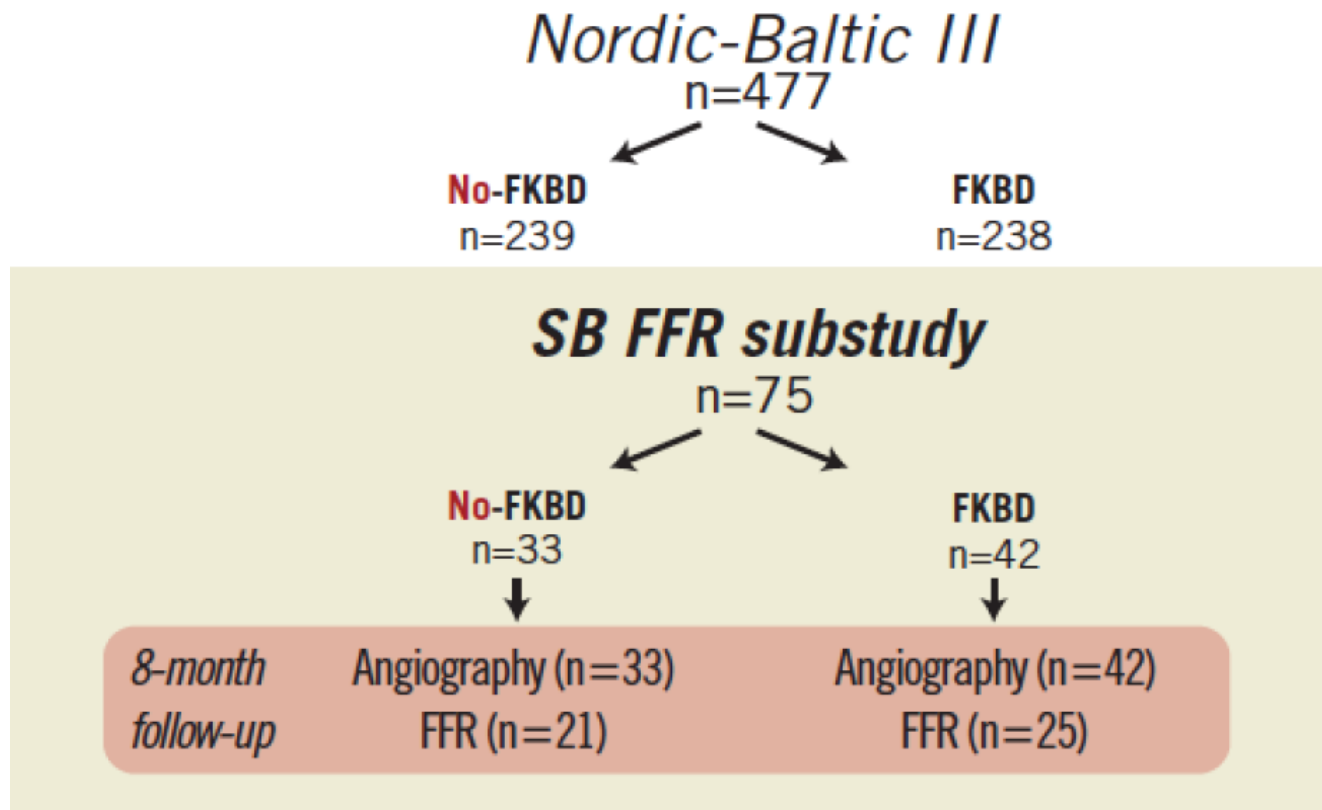 Nordic-Baltic III
n=477
No-FKBD FKBD
n=239 n=238
SB FFR substudy
n=75
No-FKBD FKBD
n=33 n=42
8-month Angiography (n=33) Angiography (n=42)
follow-up FFR (n=21) FFR (n=25)